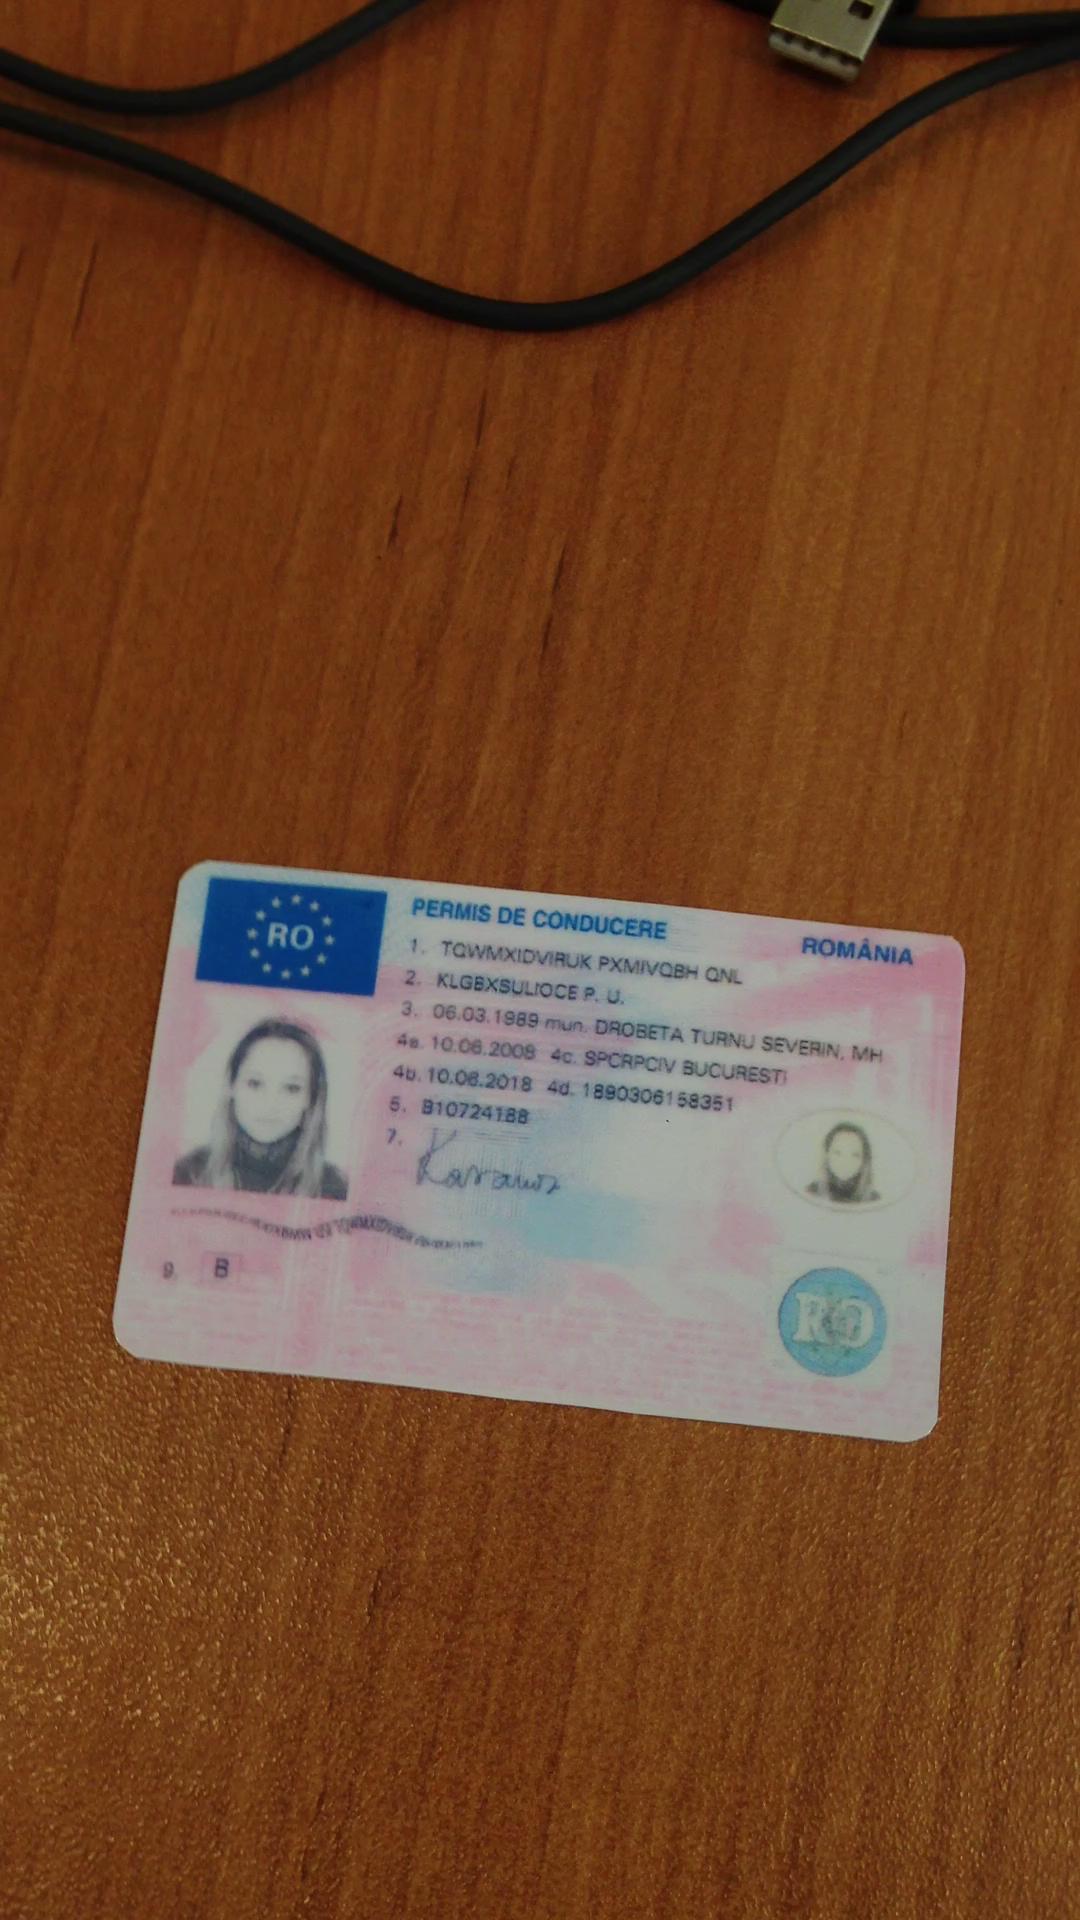 RO
PERMIS DE CONDUCERE
ROMÂNIA
1. TQWMXIDVIRUK PXMIVQBH QNL
2. KLGBXSULIOCE P. U.
3. 06.03.1989 mun. DROBETA TURNU SEVERIN, MH
4a. 10.06.2008 4c. SPCRPCIV BUCURESTI
4b. 10.06.2018 4d. 1890306158351
5. B10724188
7.
9. B
RO